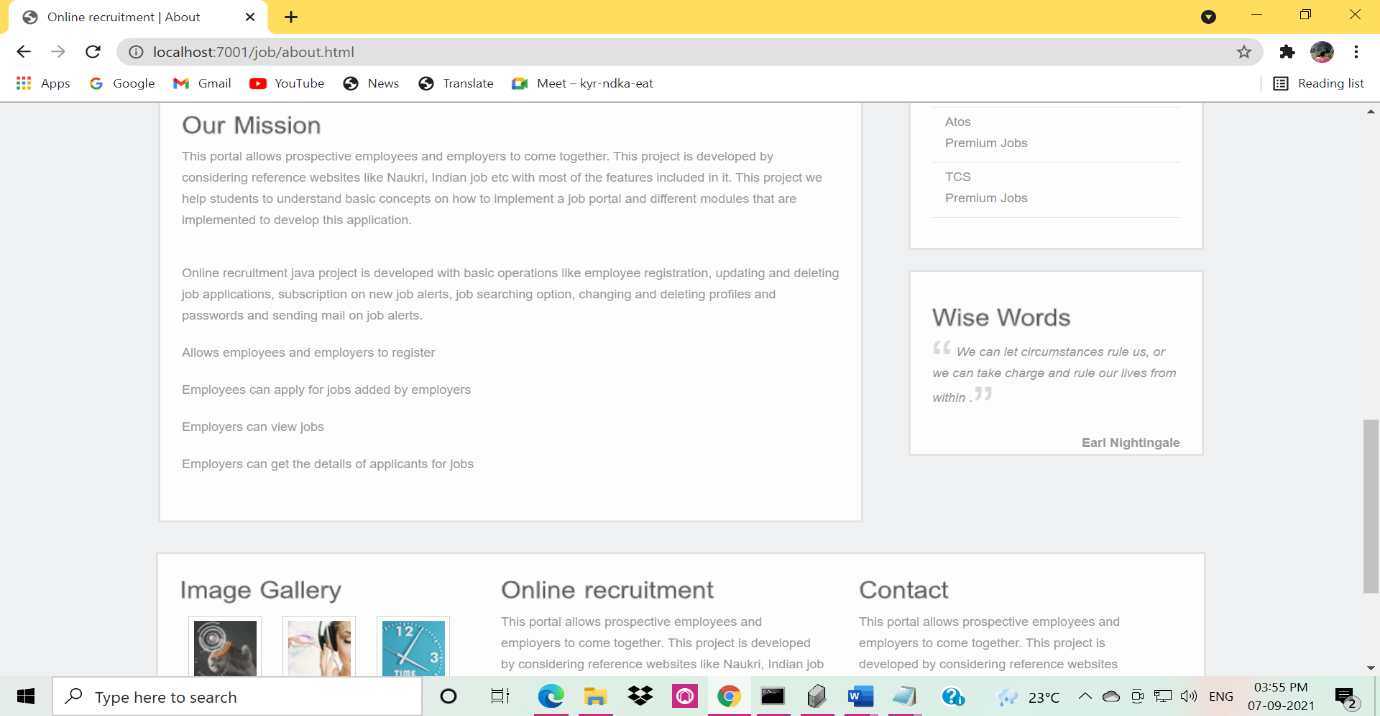 Online recruitment | About
localhost:7001/job/about.html
Apps Google Gmail YouTube News Translate Meet – kyr-ndka-eat Reading list
Our Mission
This portal allows prospective employees and employers to come together. This project is developed by
considering reference websites like Naukri, Indian job etc with most of the features included in it. This project we
help students to understand basic concepts on how to implement a job portal and different modules that are
implemented to develop this application.
Online recruitment java project is developed with basic operations like employee registration, updating and deleting
job applications, subscription on new job alerts, job searching option, changing and deleting profiles and
passwords and sending mail on job alerts.
Allows employees and employers to register
Employees can apply for jobs added by employers
Employers can view jobs
Employers can get the details of applicants for jobs
Atos
Premium Jobs
TCS
Premium Jobs
Wise Words
“ We can let circumstances rule us, or
we can take charge and rule our lives from
within .”
Earl Nightingale
Image Gallery
12
3
TIME
Online recruitment
This portal allows prospective employees and
employers to come together. This project is developed
by considering reference websites like Naukri, Indian job
Contact
This portal allows prospective employees and
employers to come together. This project is
developed by considering reference websites
Type here to search
23°C
ENG
03:55 PM
07-09-2021
2